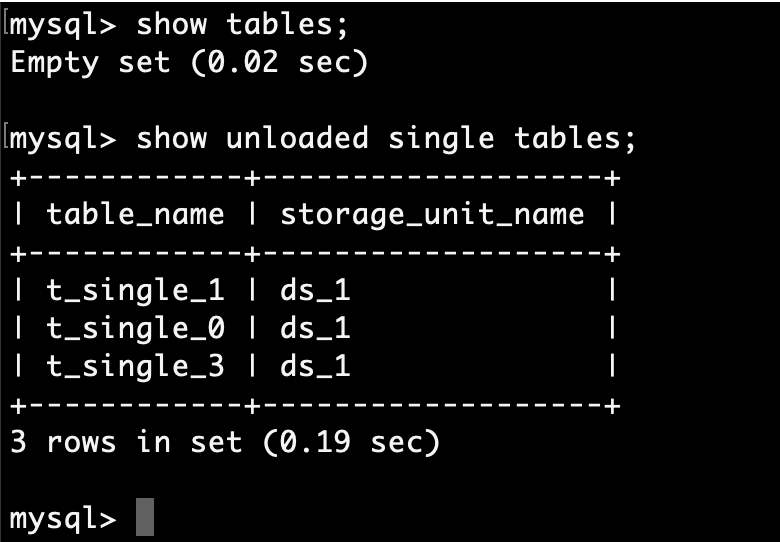 mysql> show tables;
Empty set (0.02 sec)
mysql> show unloaded single tables;
+------------+-------------------+
| table_name | storage_unit_name |
+------------+-------------------+
| t_single_1 | ds_1              |
| t_single_0 | ds_1              |
| t_single_3 | ds_1              |
+------------+-------------------+
3 rows in set (0.19 sec)
mysql>